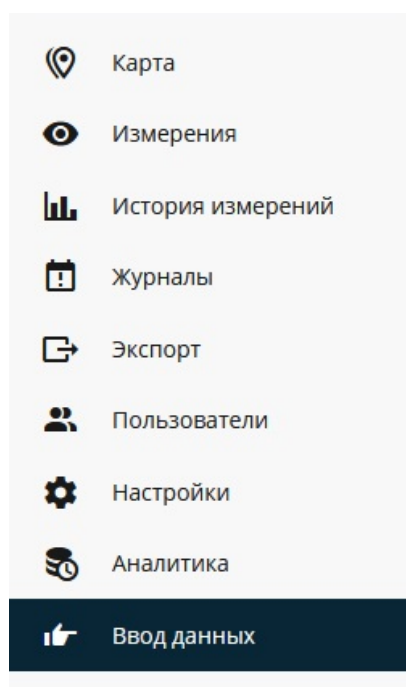 Карта
Измерения
История измерений
Журналы
Экспорт
Пользователи
Настройки
Аналитика
Ввод данных